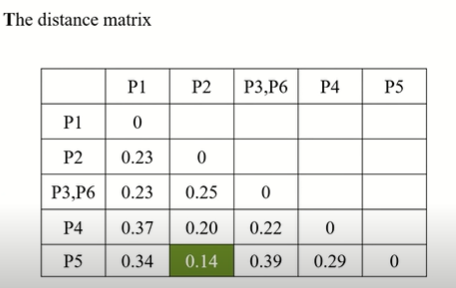 The distance matrix
P1 P2 P3,P6 P4 P5
P1 0
P2 0.23 0
P3,P6 0.23 0.25 0
P4 0.37 0.20 0.22 0
P5 0.34 0.14 0.39 0.29 0